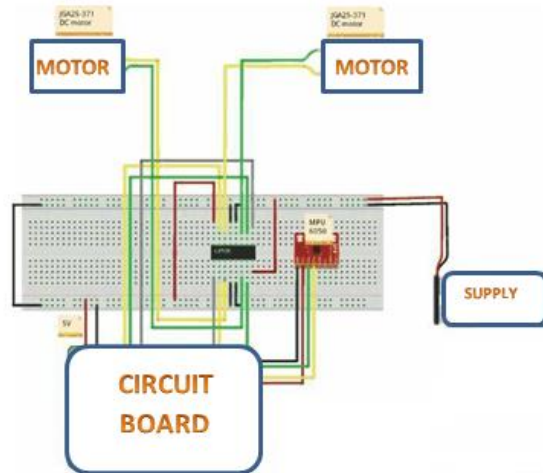 JGA25-371
DC motor
JGA25-371
DC motor
MOTOR
MOTOR
MPU
6050
SUPPLY
5V
CIRCUIT
BOARD